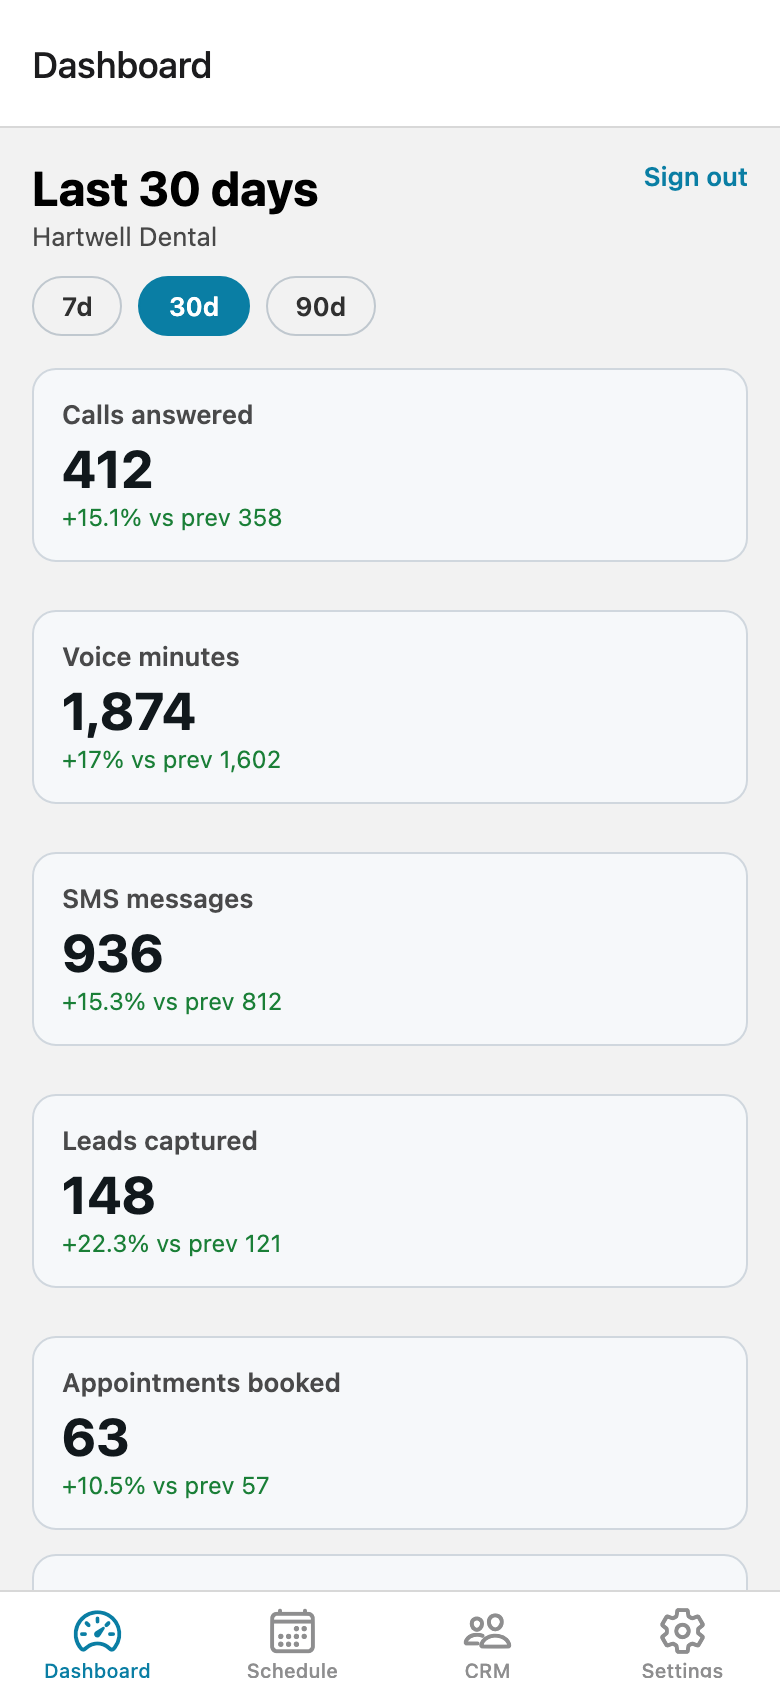 Dashboard
Last 30 days
Sign out
Hartwell Dental
7d
30d
90d
Calls answered
412
+15.1% vs prev 358
Voice minutes
1,874
+17% vs prev 1,602
SMS messages
936
+15.3% vs prev 812
Leads captured
148
+22.3% vs prev 121
Appointments booked
63
+10.5% vs prev 57
Dashboard
Schedule
CRM
Settings